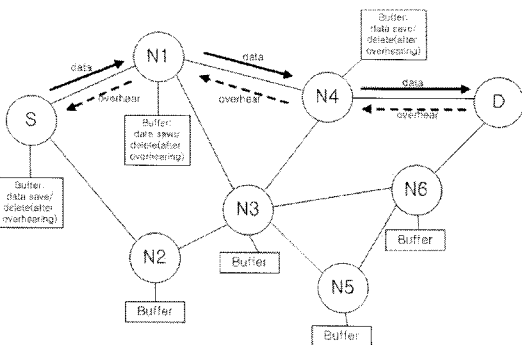 Buffer:
data save/
delete(after
overhearing)
N1
data
data
overhear
overhear
N4
data
overhear
D
S
Buffer:
data save/
delete(after
overhearing)
Buffer:
data save/
delete(after
overhearing)
N3
N6
Buffer
Buffer
N2
Buffer
N5
Buffer